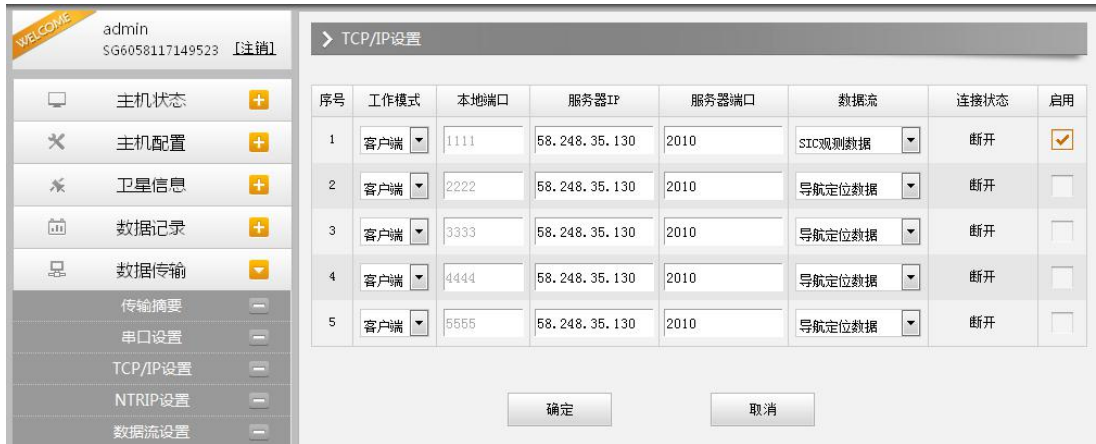 WELCOME
admin
SG6058117149523 [注销]
主机状态
主机配置
卫星信息
数据记录
数据传输
传输摘要
串口设置
TCP/IP设置
NTRIP设置
数据流设置
TCP/IP设置
序号 工作模式 本地端口 服务器IP 服务器端口 数据流 连接状态 启用
1 客户端 1111 58.248.35.130 2010 SIC观测数据 断开
2 客户端 2222 58.248.35.130 2010 导航定位数据 断开
3 客户端 3333 58.248.35.130 2010 导航定位数据 断开
4 客户端 4444 58.248.35.130 2010 导航定位数据 断开
5 客户端 5555 58.248.35.130 2010 导航定位数据 断开
确定 取消